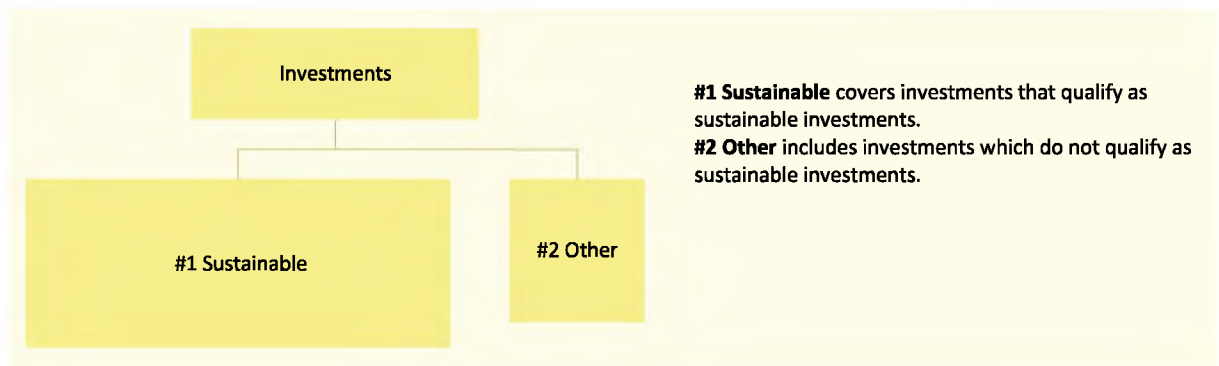 Investments
#1 Sustainable
#2 Other
#1 Sustainable covers investments that qualify as
sustainable investments.
#2 Other includes investments which do not qualify as
sustainable investments.